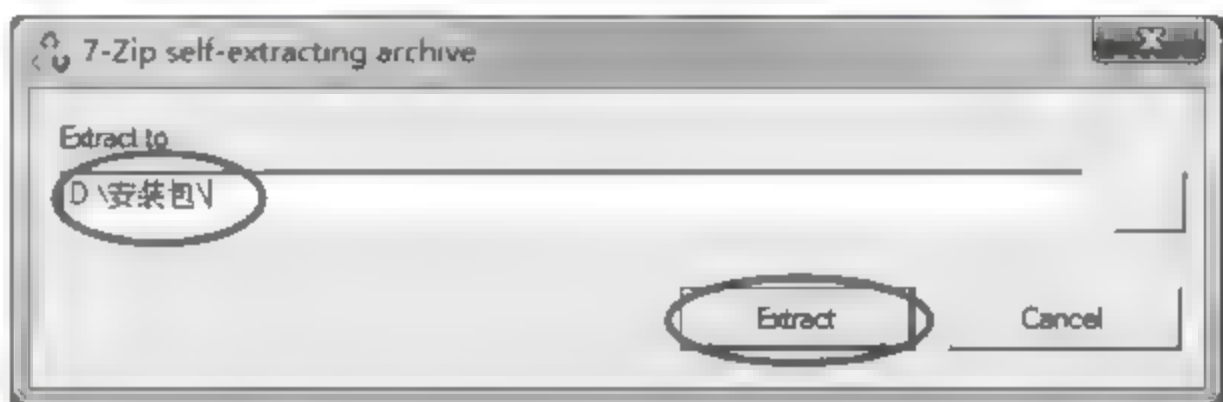 7-Zip self-extracting archive
Extract to
D \安装包\
Extract
Cancel